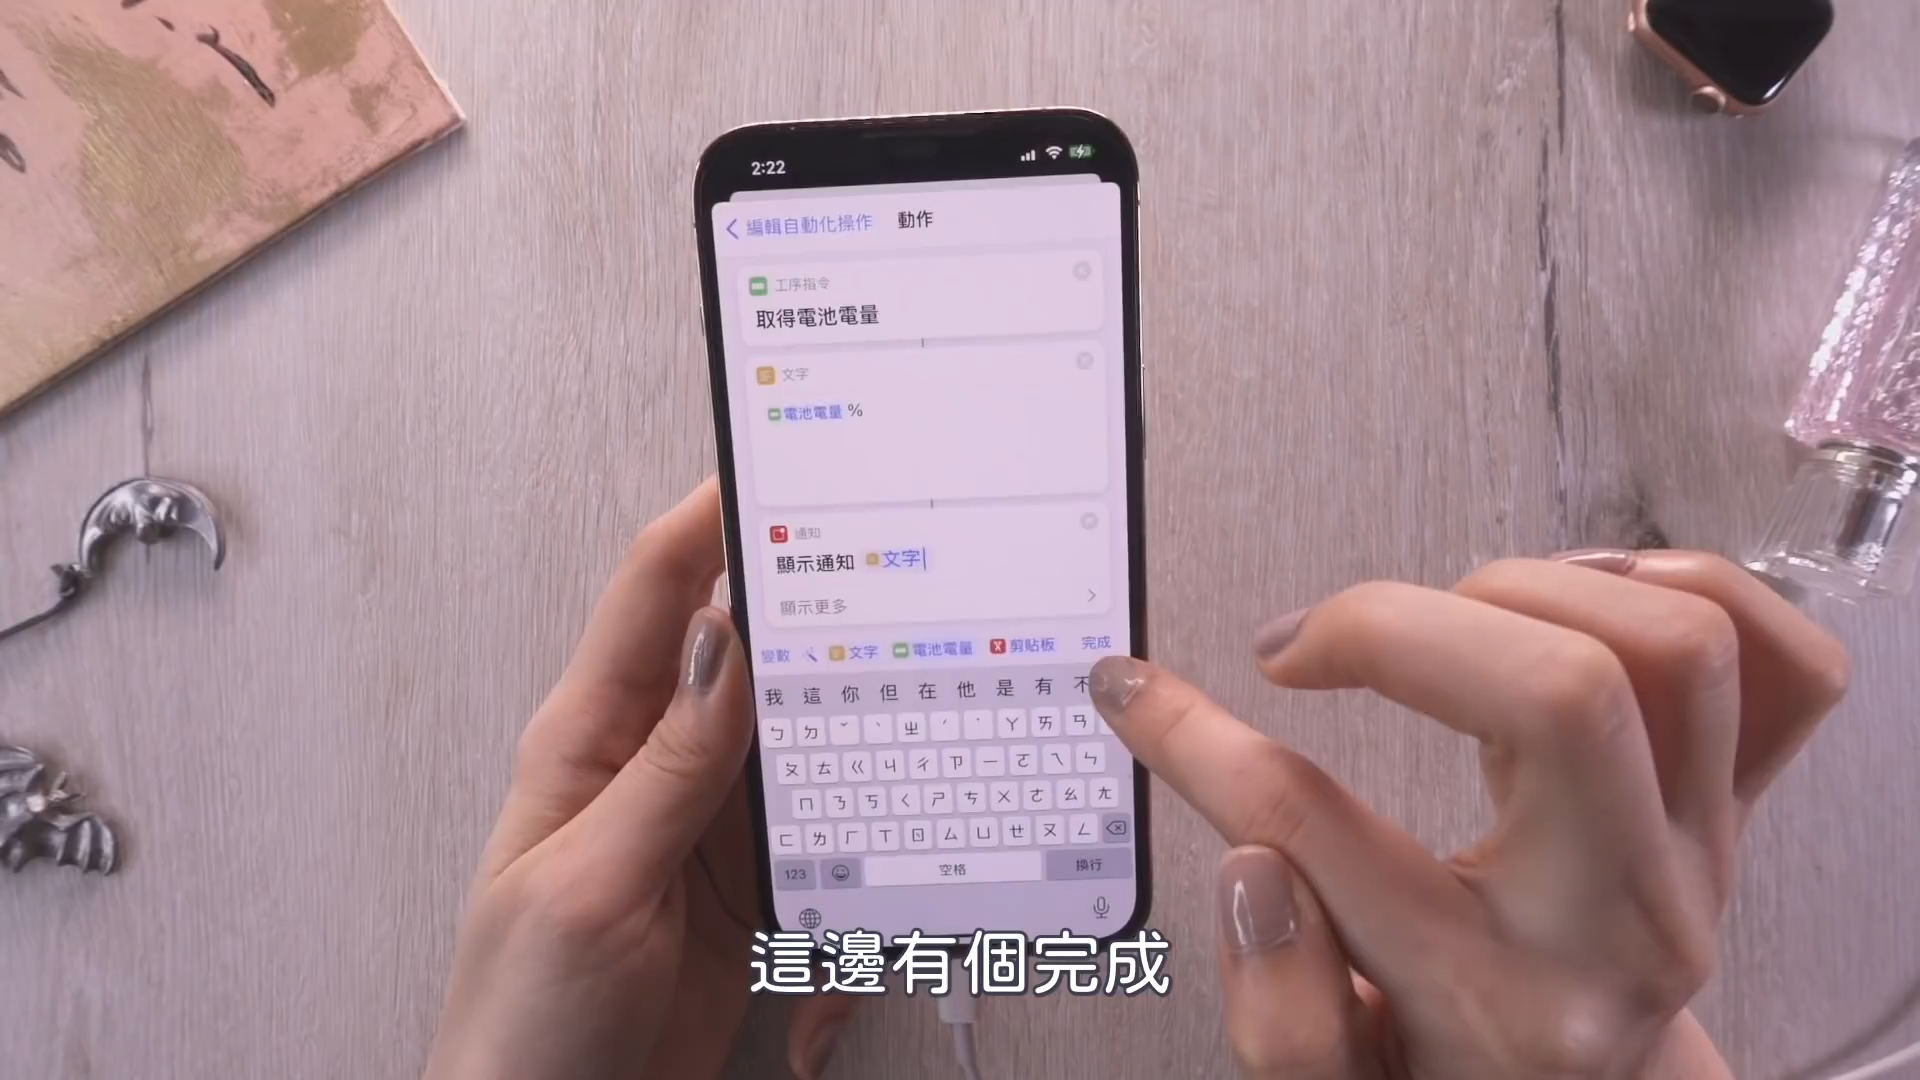 2:22
編輯自動化操作 動作
工序指令
取得電池電量
文字
電池電量 %
通知
顯示通知 文字
顯示更多
變數 文字 電池電量 剪貼板 完成
我 這 你 但 在 他 是 有 不
ㄅ ㄉ ˇ ˋ ㄓ ˊ ˙ ㄚ ㄞ ㄢ
ㄆ ㄊ ㄍ ㄐ ㄔ ㄗ ㄧ ㄛ ㄟ ㄣ
ㄇ ㄋ ㄎ ㄑ ㄕ ㄘ ㄨ ㄜ ㄠ ㄤ
ㄈ ㄌ ㄏ ㄒ ㄖ ㄙ ㄩ ㄝ ㄡ ㄥ
123 空格 換行
這邊有個完成